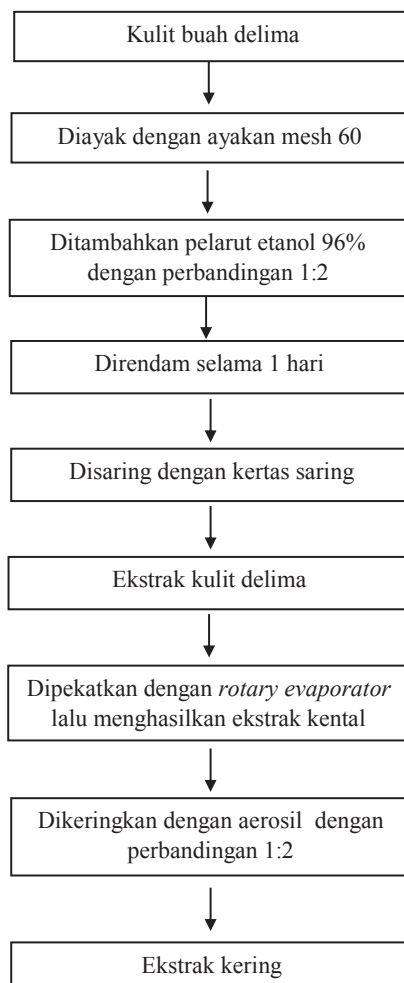 Kulit buah delima
Diayak dengan ayakan mesh 60
Ditambahkan pelarut etanol 96%
dengan perbandingan 1:2
Direndam selama 1 hari
Disaring dengan kertas saring
Ekstrak kulit delima
Dipekatkan dengan rotary evaporator
lalu menghasilkan ekstrak kental
Dikeringkan dengan aerosil dengan
perbandingan 1:2
Ekstrak kering